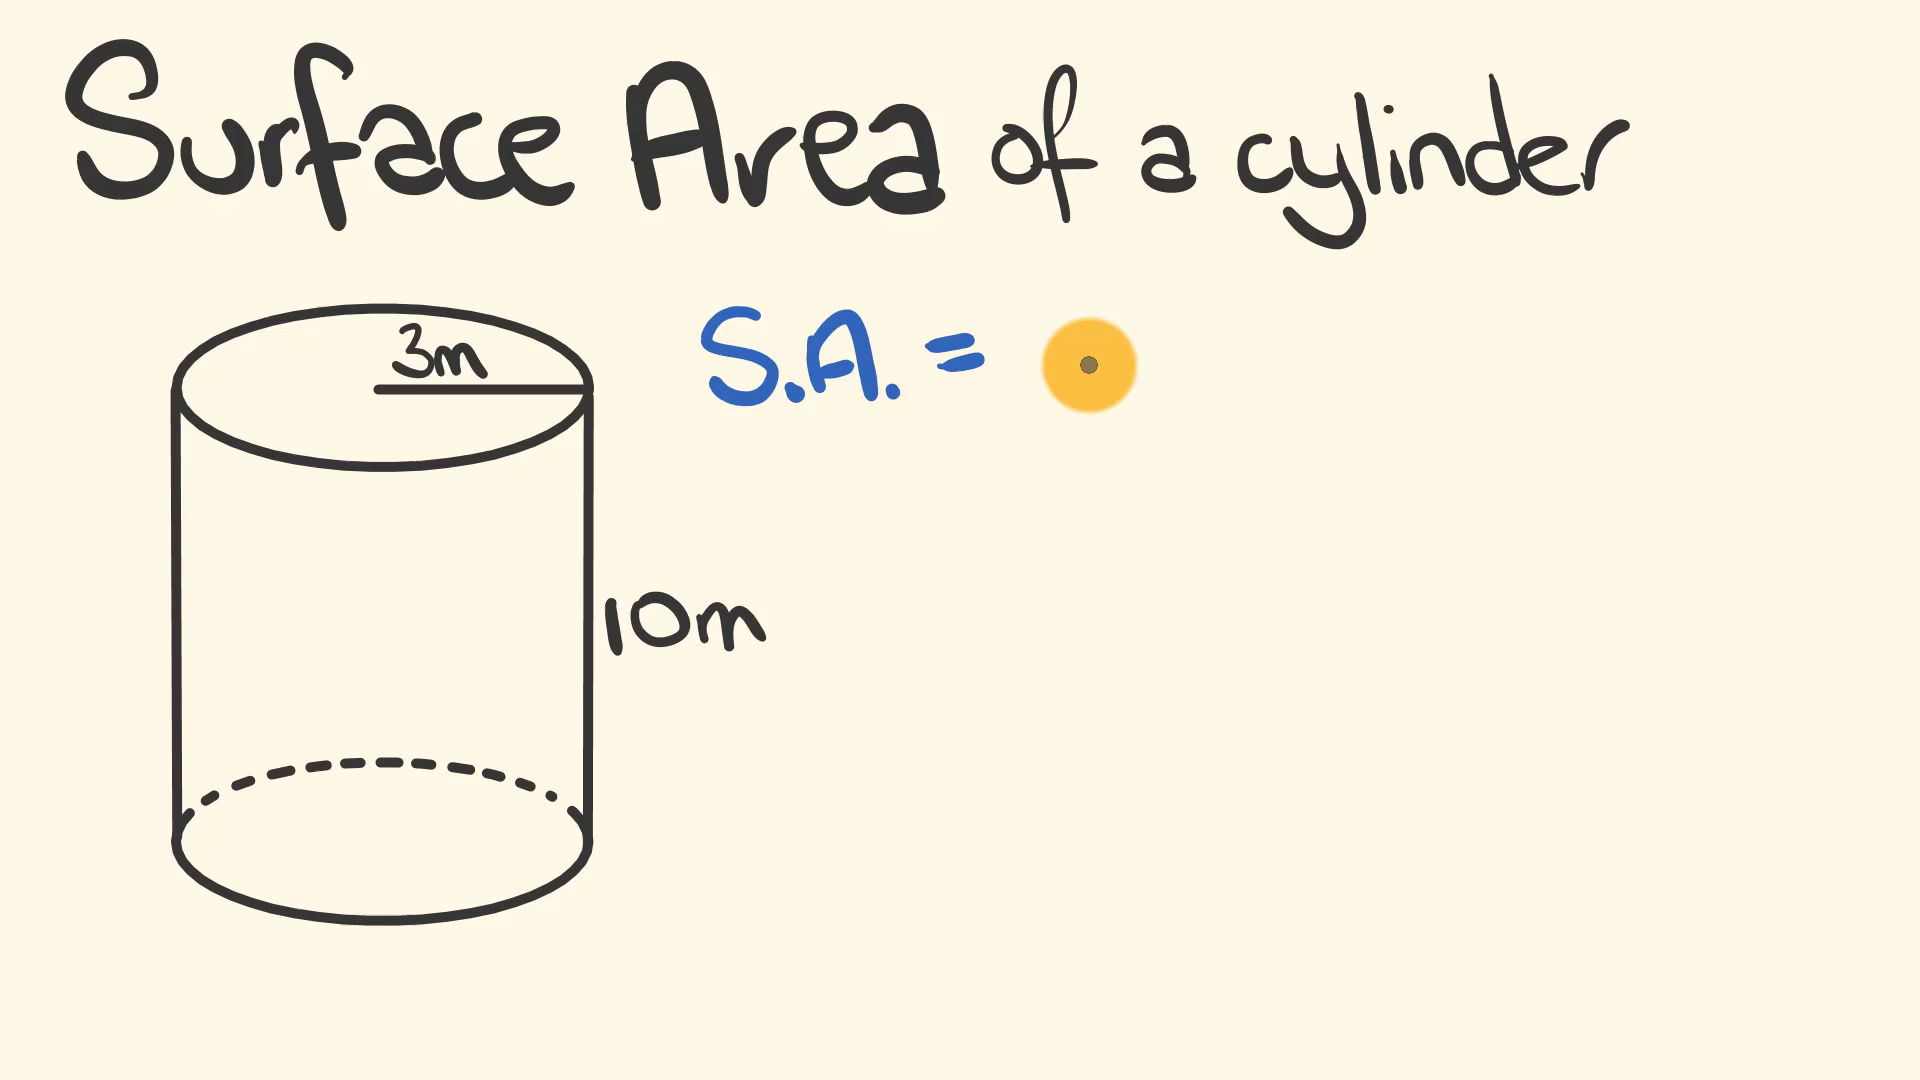 Surface Area of a cylinder
3m
S.A. =
10m